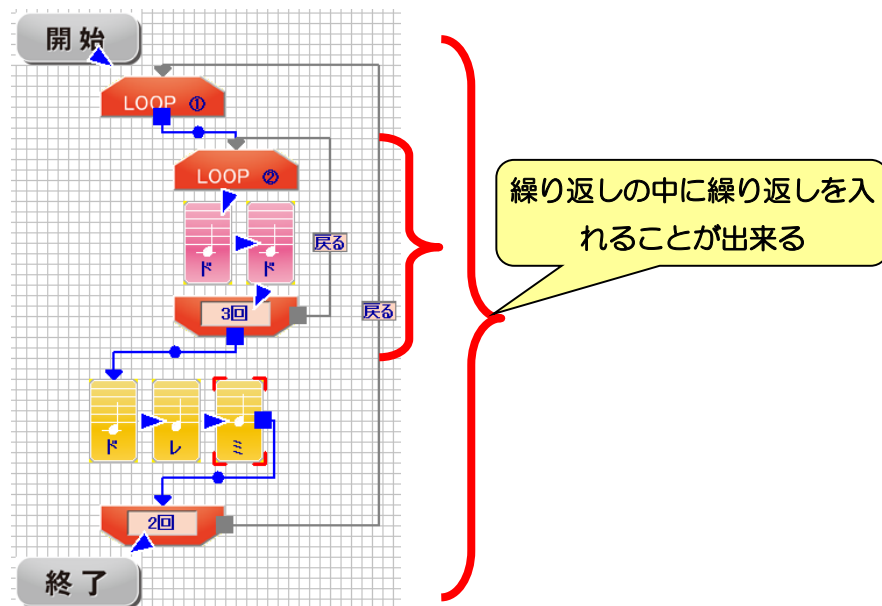 開始
LOOP ①
LOOP ②
ド ド
戻る
3回
戻る
ド レ ミ
2回
終了
繰り返しの中に繰り返しを入
れることが出来る